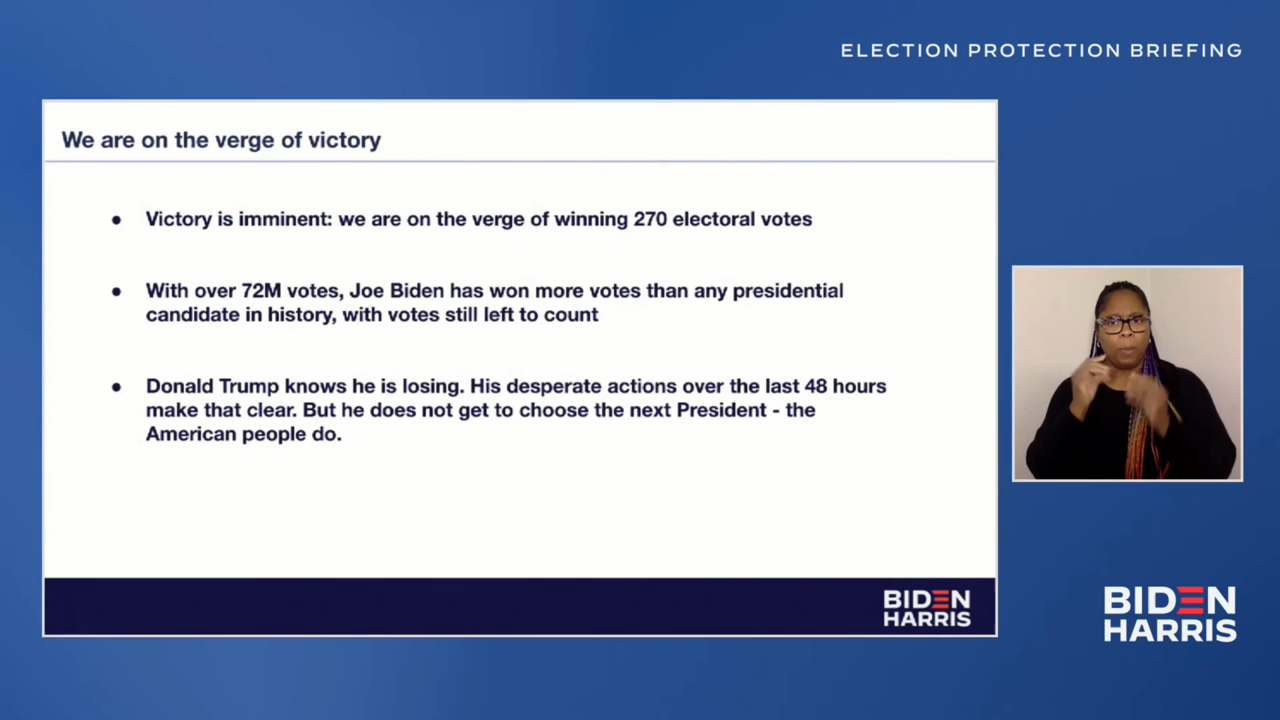 ELECTION PROTECTION BRIEFING
We are on the verge of victory
● Victory is imminent: we are on the verge of winning 270 electoral votes
● With over 72M votes, Joe Biden has won more votes than any presidential
candidate in history, with votes still left to count
● Donald Trump knows he is losing. His desperate actions over the last 48 hours
make that clear. But he does not get to choose the next President - the
American people do.
BIDEN
HARRIS
BIDEN
HARRIS